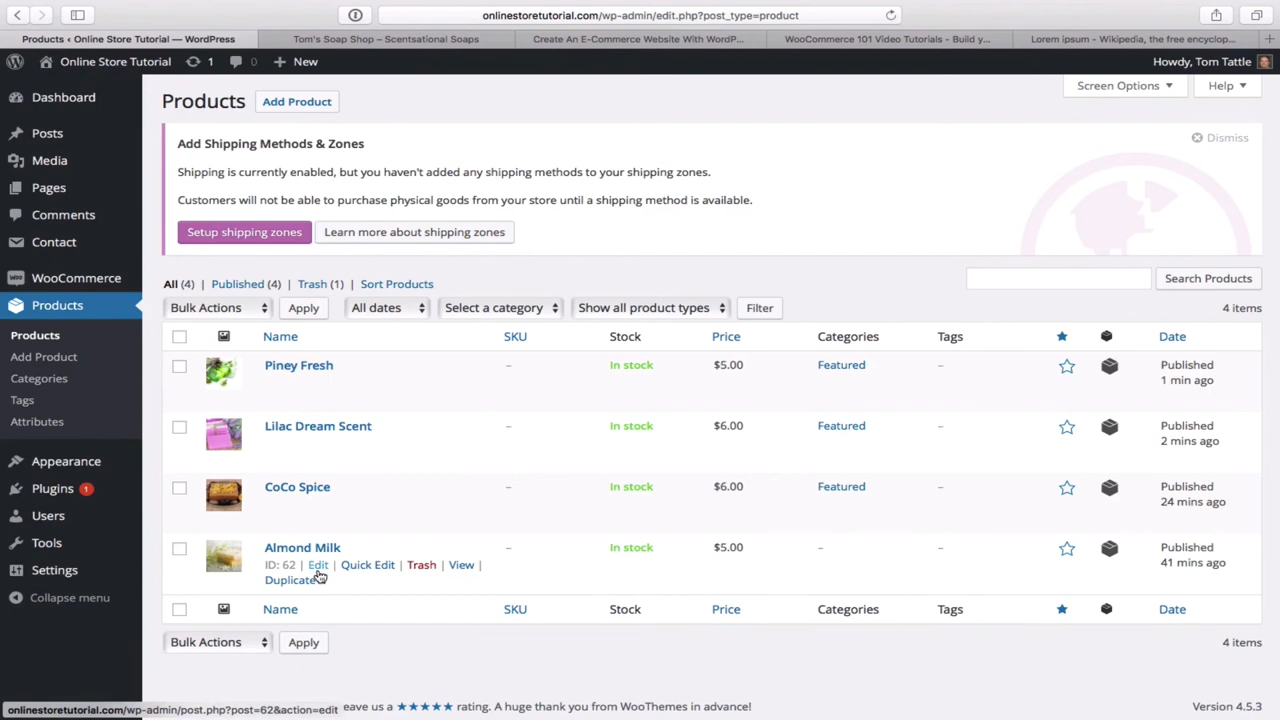 onlinestoretutorial.com/wp-admin/edit.php?post_type=product
Products ‹ Online Store Tutorial — WordPress
Tom's Soap Shop – Scentsational Soaps
Create An E-Commerce Website With WordP...
WooCommerce 101 Video Tutorials - Build y...
Lorem ipsum - Wikipedia, the free encyclop...
Online Store Tutorial
1
0
+ New
Howdy, Tom Tattle
Dashboard
Posts
Media
Pages
Comments
Contact
WooCommerce
Products
Products
Add Product
Categories
Tags
Attributes
Appearance
Plugins 1
Users
Tools
Settings
Collapse menu
Screen Options
Help
Products
Add Product
Add Shipping Methods & Zones
Dismiss
Shipping is currently enabled, but you haven't added any shipping methods to your shipping zones.
Customers will not be able to purchase physical goods from your store until a shipping method is available.
Setup shipping zones
Learn more about shipping zones
All (4) | Published (4) | Trash (1) | Sort Products
Search Products
Bulk Actions
Apply
All dates
Select a category
Show all product types
Filter
4 items
Name SKU Stock Price Categories Tags Date
Piney Fresh – In stock $5.00 Featured – Published
1 min ago
Lilac Dream Scent – In stock $6.00 Featured – Published
2 mins ago
CoCo Spice – In stock $6.00 Featured – Published
24 mins ago
Almond Milk – In stock $5.00 – – Published
41 mins ago
ID: 62 | Edit | Quick Edit | Trash | View |
Duplicate
Name SKU Stock Price Categories Tags Date
Bulk Actions
Apply
4 items
onlinestoretutorial.com/wp-admin/post.php?post=62&action=edit
eave us a ★★★★★ rating. A huge thank you from WooThemes in advance!
Version 4.5.3